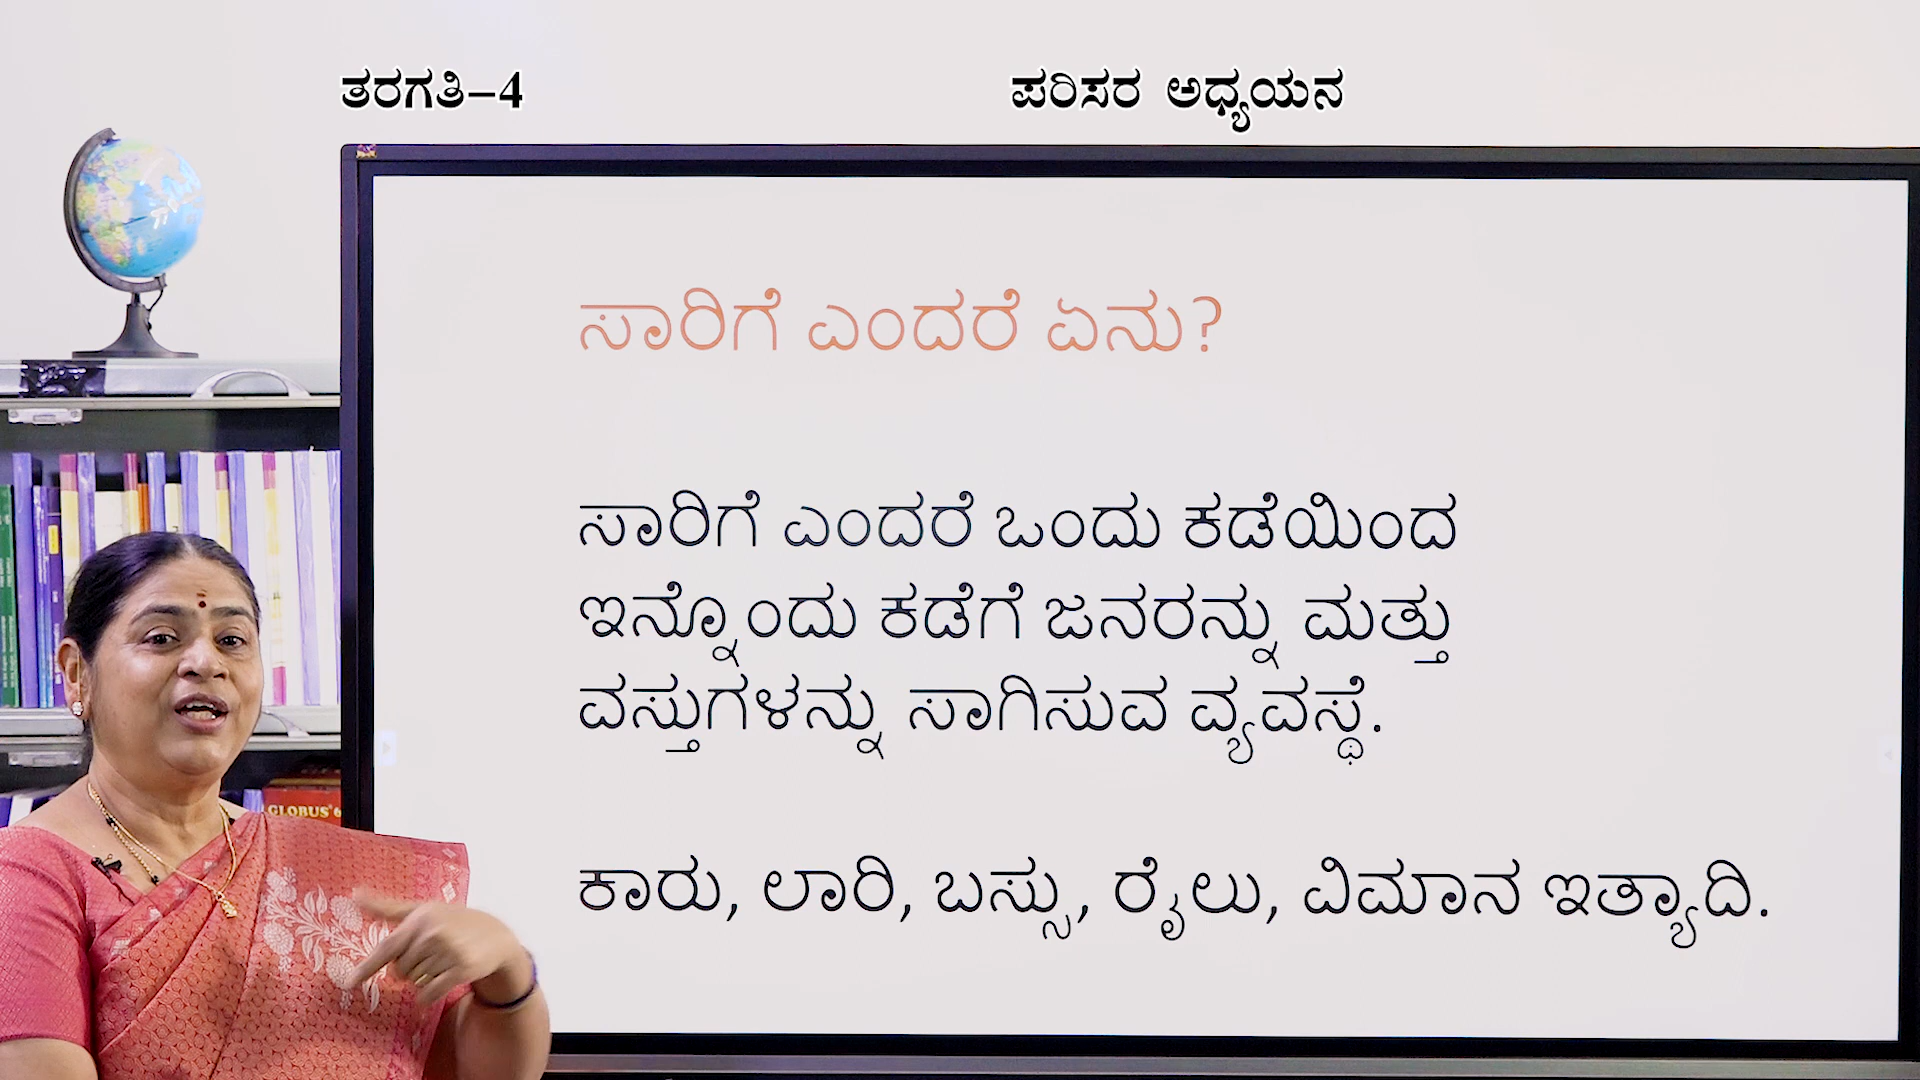 ತರಗತಿ–4
ಪರಿಸರ ಅಧ್ಯಯನ
ಸಾರಿಗೆ ಎಂದರೆ ಏನು?
ಸಾರಿಗೆ ಎಂದರೆ ಒಂದು ಕಡೆಯಿಂದ
ಇನ್ನೊಂದು ಕಡೆಗೆ ಜನರನ್ನು ಮತ್ತು
ವಸ್ತುಗಳನ್ನು ಸಾಗಿಸುವ ವ್ಯವಸ್ಥೆ.
ಕಾರು, ಲಾರಿ, ಬಸ್ಸು, ರೈಲು, ವಿಮಾನ ಇತ್ಯಾದಿ.
GLOBUS